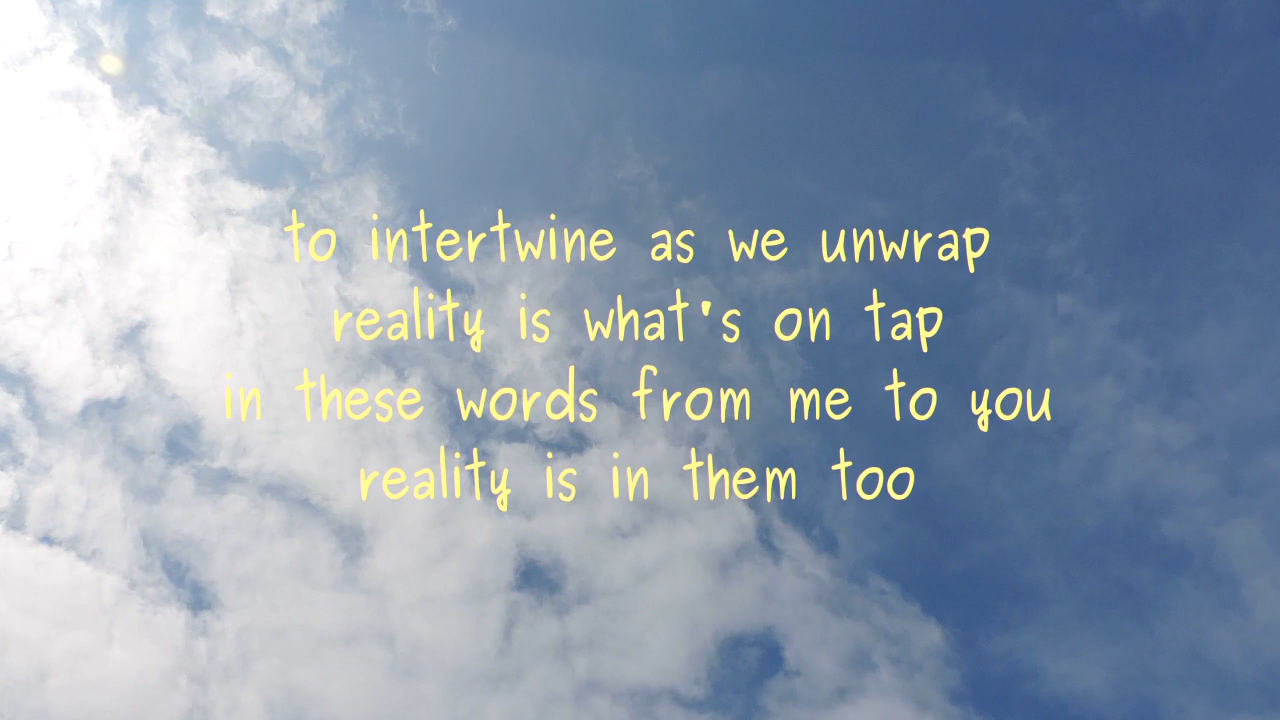 to intertwine as we unwrap
reality is what's on tap
in these words from me to you
reality is in them too